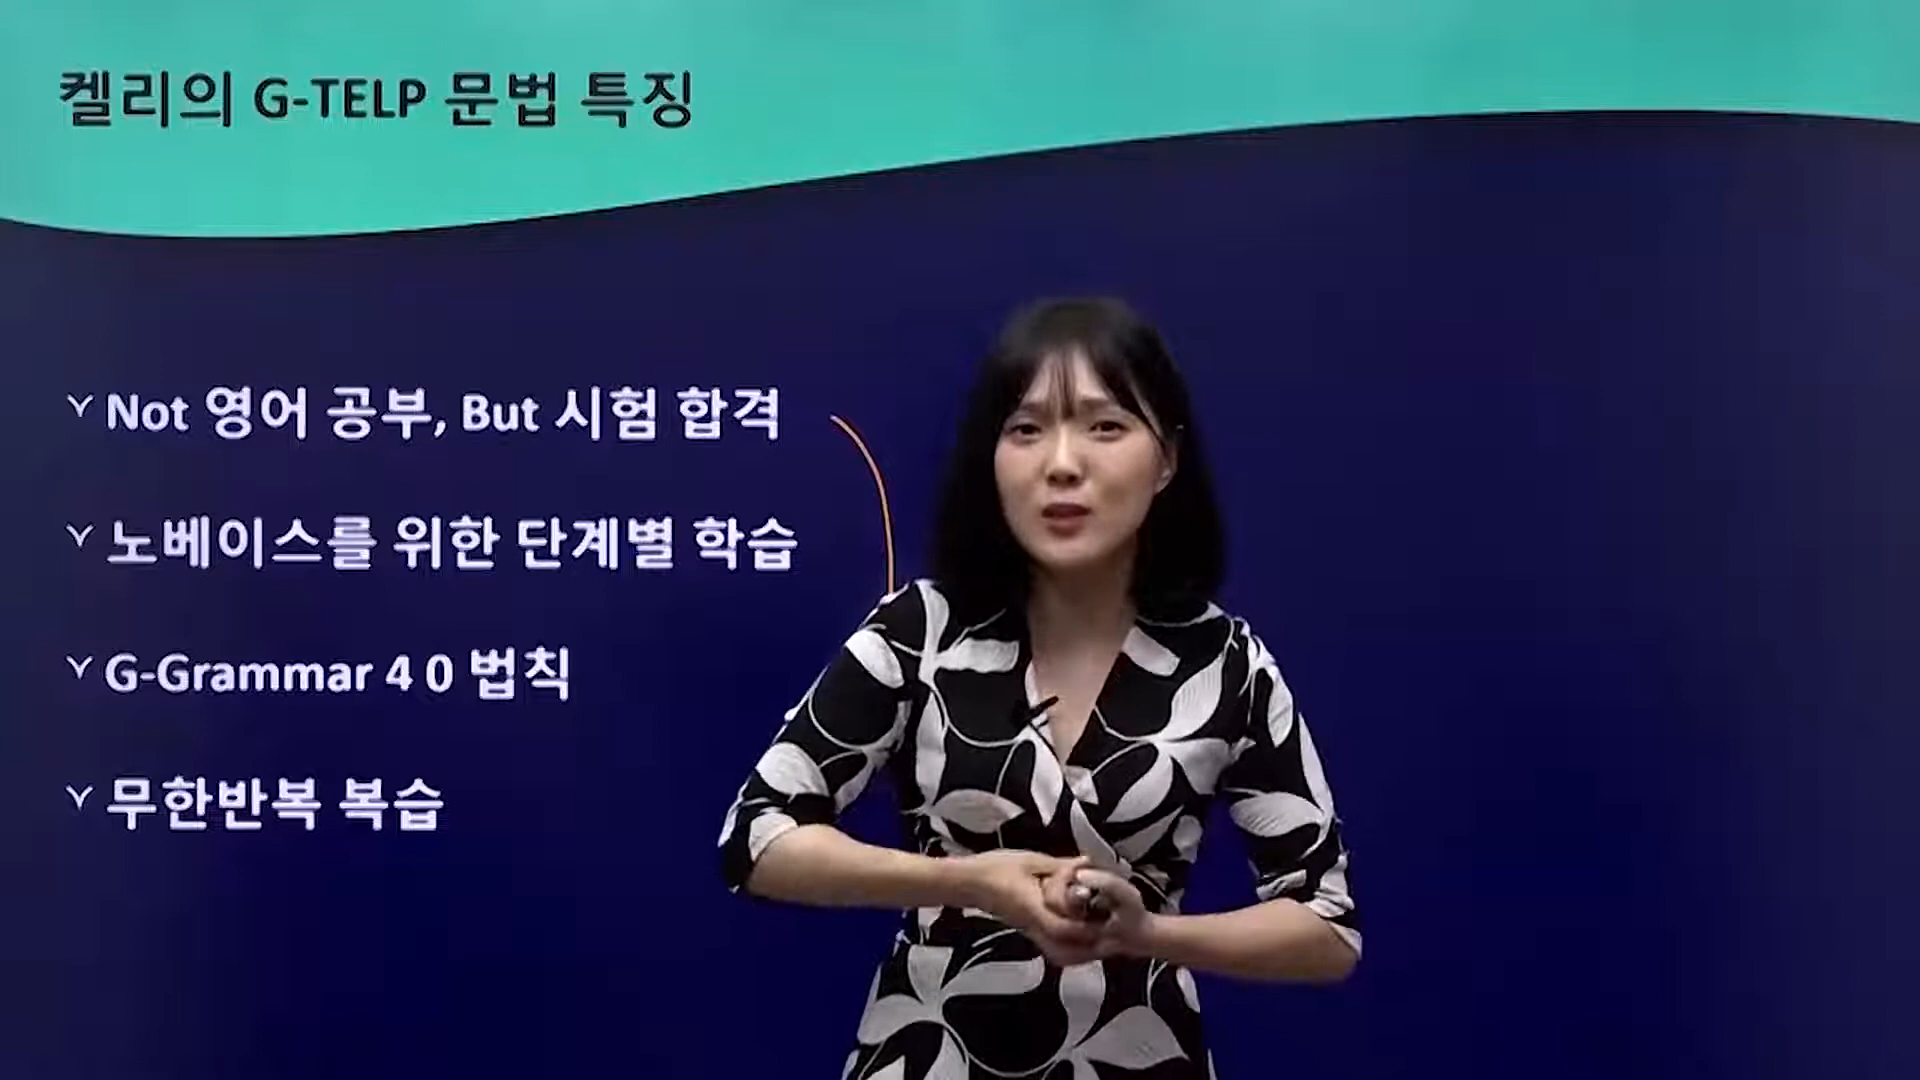 켈리의 G-TELP 문법 특징
Not 영어 공부, But 시험 합격
노베이스를 위한 단계별 학습
G-Grammar 4 0 법칙
무한반복 복습